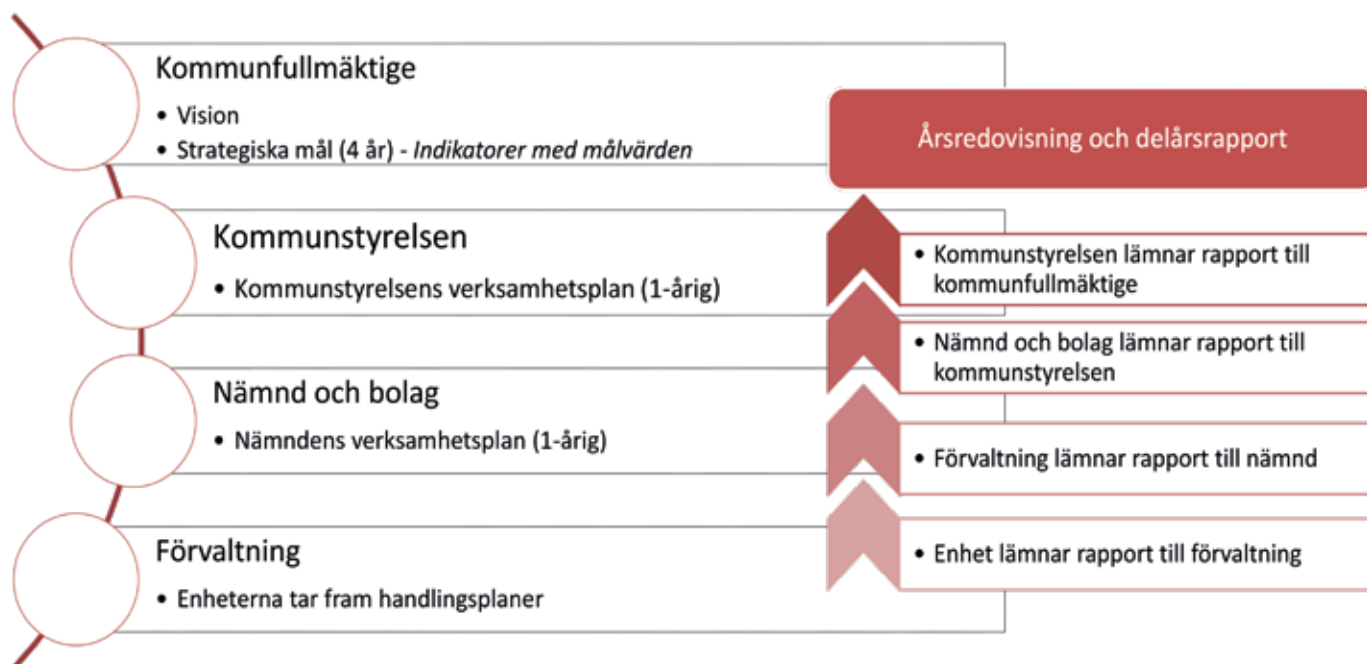 Kommunfullmäktige
• Vision
• Strategiska mål (4 år) - Indikatorer med målvärden
Kommunstyrelsen
• Kommunstyrelsens verksamhetsplan (1-årig)
Nämnd och bolag
• Nämndens verksamhetsplan (1-årig)
Förvaltning
• Enheterna tar fram handlingsplaner
Årsredovisning och delårsrapport
• Kommunstyrelsen lämnar rapport till
kommunfullmäktige
• Nämnd och bolag lämnar rapport till
kommunstyrelsen
• Förvaltning lämnar rapport till nämnd
• Enhet lämnar rapport till förvaltning